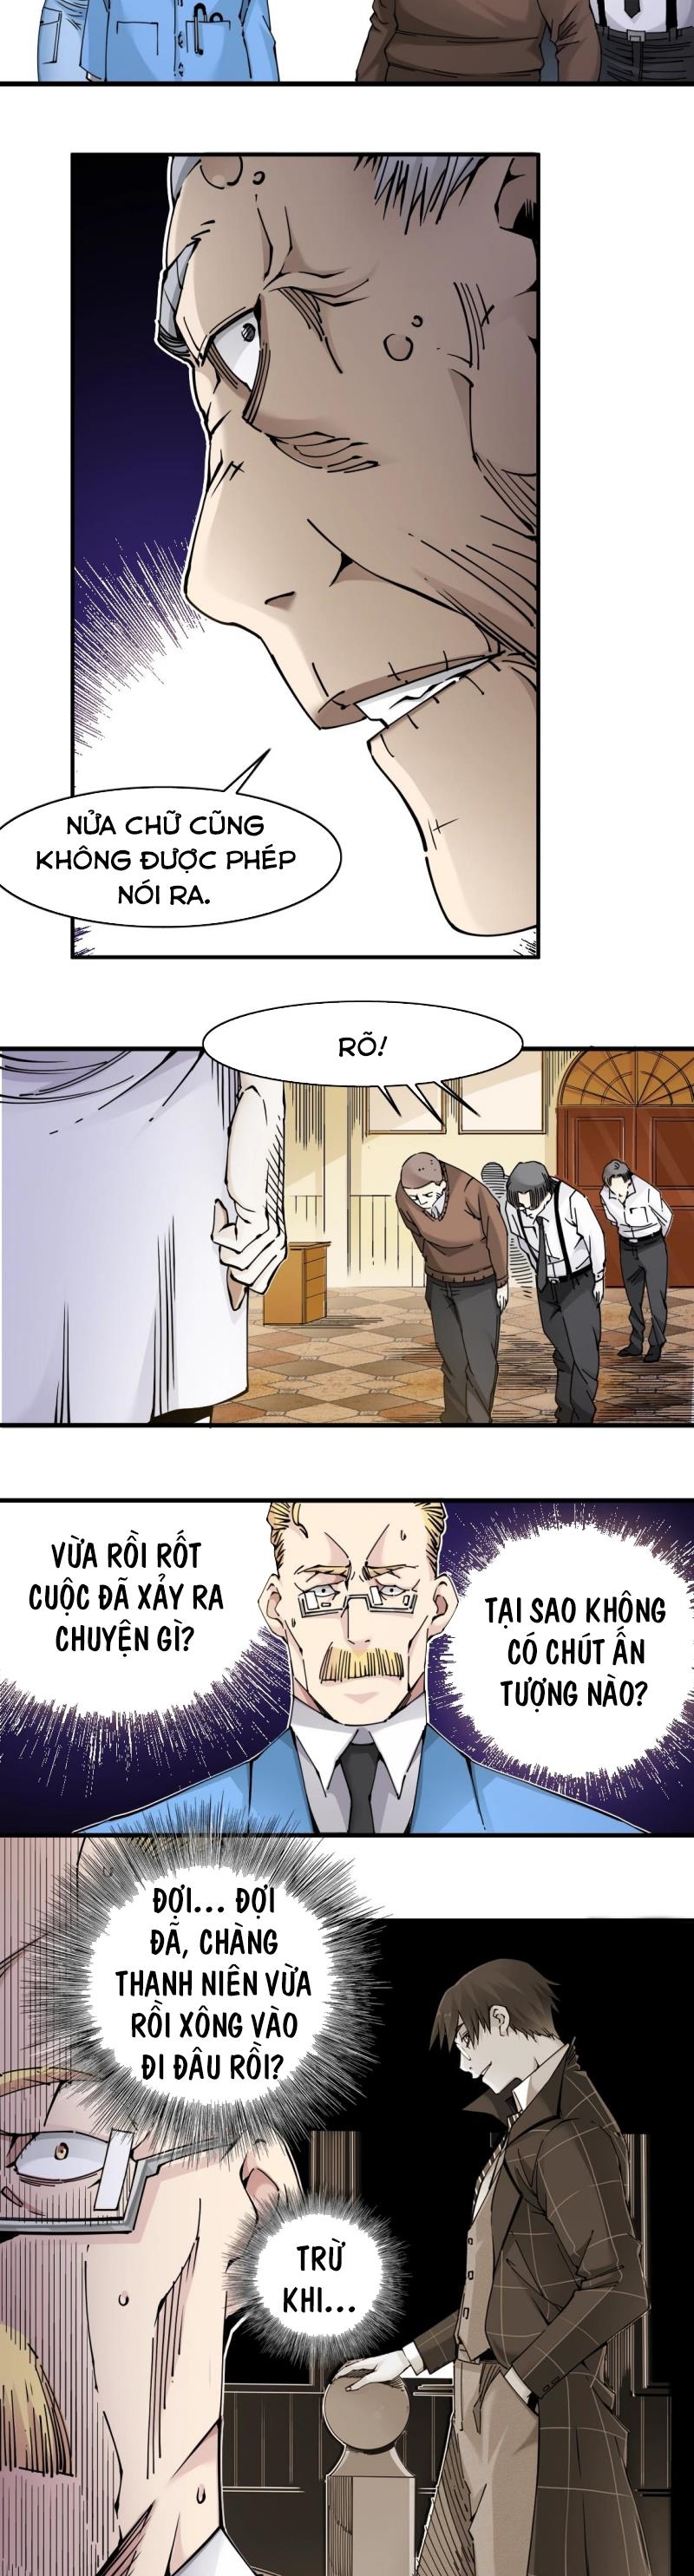 NỬA CHỮ CŨNG
KHÔNG ĐƯỢC PHÉP
NÓI RA.
RÕ!
VỪA RỒI RỐT
CUỘC ĐÃ XẢY RA
CHUYỆN GÌ?
TẠI SAO KHÔNG
CÓ CHÚT ẤN
TƯỢNG NÀO?
ĐỢI... ĐỢI
ĐÃ, CHÀNG
THANH NIÊN VỪA
RỒI XÔNG VÀO
ĐI ĐÂU RỒI?
TRỪ
KHI...